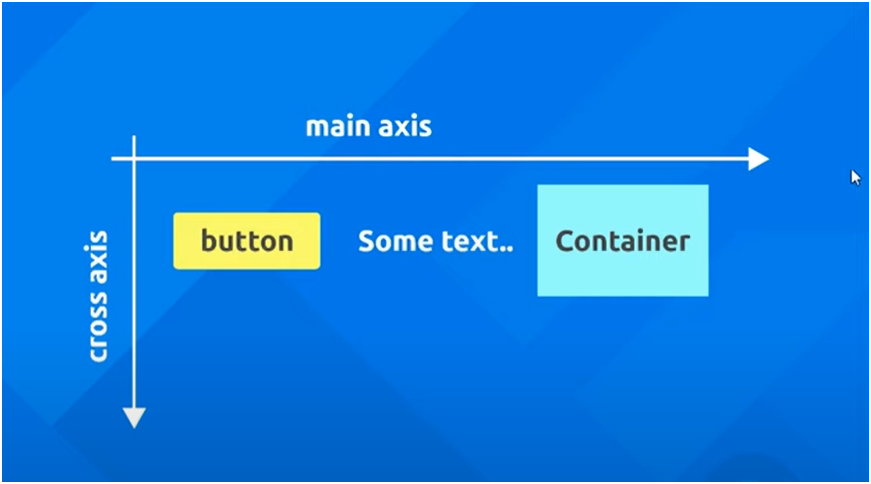 main axis
cross axis
button
Some text..
Container